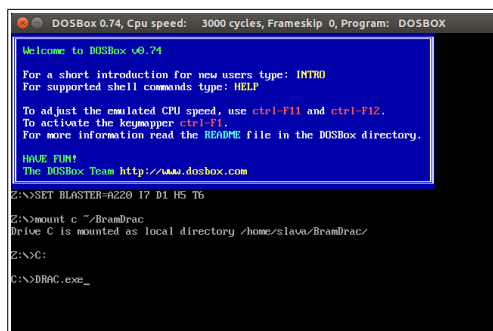 DOSBox 0.74, Cpu speed: 3000 cycles, Frameskip 0, Program: DOSBOX
Welcome to DOSBox v0.74
For a short introduction for new users type: INTRO
For supported shell commands type: HELP
To adjust the emulated CPU speed, use ctrl-F11 and ctrl-F12.
To activate the keymapper ctrl-F1.
For more information read the README file in the DOSBox directory.
HAVE FUN!
The DOSBox Team http://www.dosbox.com
Z:\>SET BLASTER=A220 I7 D1 H5 T6
Z:\>mount c ~/BramDrac
Drive C is mounted as local directory /home/slava/BramDrac/
Z:\>C:
C:\>DRAC.exe_